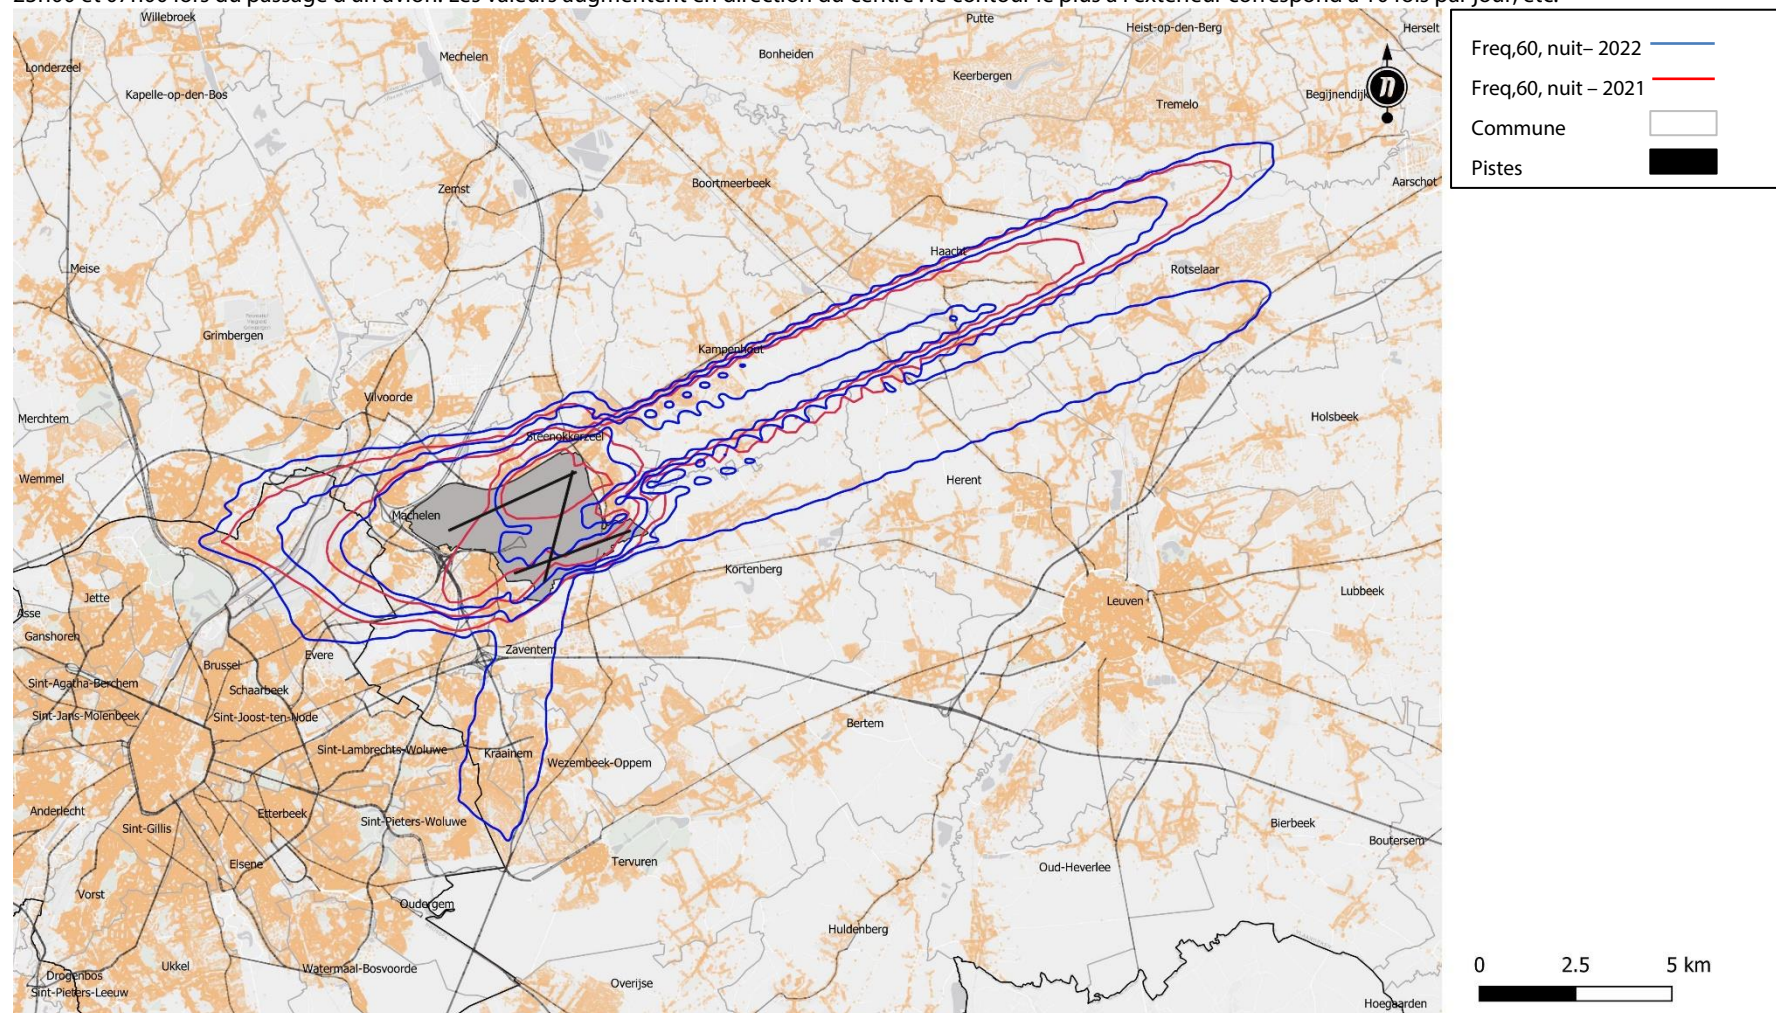 Willebroek
Putte
Heist-op-den-Berg
Herselt
Mechelen
Bonheiden
Londerzeel
Keerbergen
Kapelle-op-den-Bos
Tremelo
Begijnendijk
Zemst
Boortmeerbeek
Aarschot
Haacht
Meise
Rotselaar
Grimbergen
Kampenhout
Vilvoorde
Merchtem
Holsbeek
Steenokkerzeel
Wemmel
Herent
Machelen
Kortenberg
Lubbeek
Jette
Leuven
Asse
Ganshoren
Zaventem
Evere
Brussel
Sint-Agatha-Berchem
Schaarbeek
Sint-Jans-Molenbeek
Sint-Joost-ten-Node
Bertem
Sint-Lambrechts-Woluwe
Kraainem
Wezembeek-Oppem
Anderlecht
Etterbeek
Sint-Pieters-Woluwe
Sint-Gillis
Bierbeek
Boutersem
Elsene
Tervuren
Oud-Heverlee
Vorst
Oudergem
Huldenberg
Ukkel
Watermaal-Bosvoorde
Drogenbos
Overijse
Sint-Pieters-Leeuw
Hoegaarden
N
Freq,60, nuit– 2022
Freq,60, nuit – 2021
Commune
Pistes
0 2.5 5 km